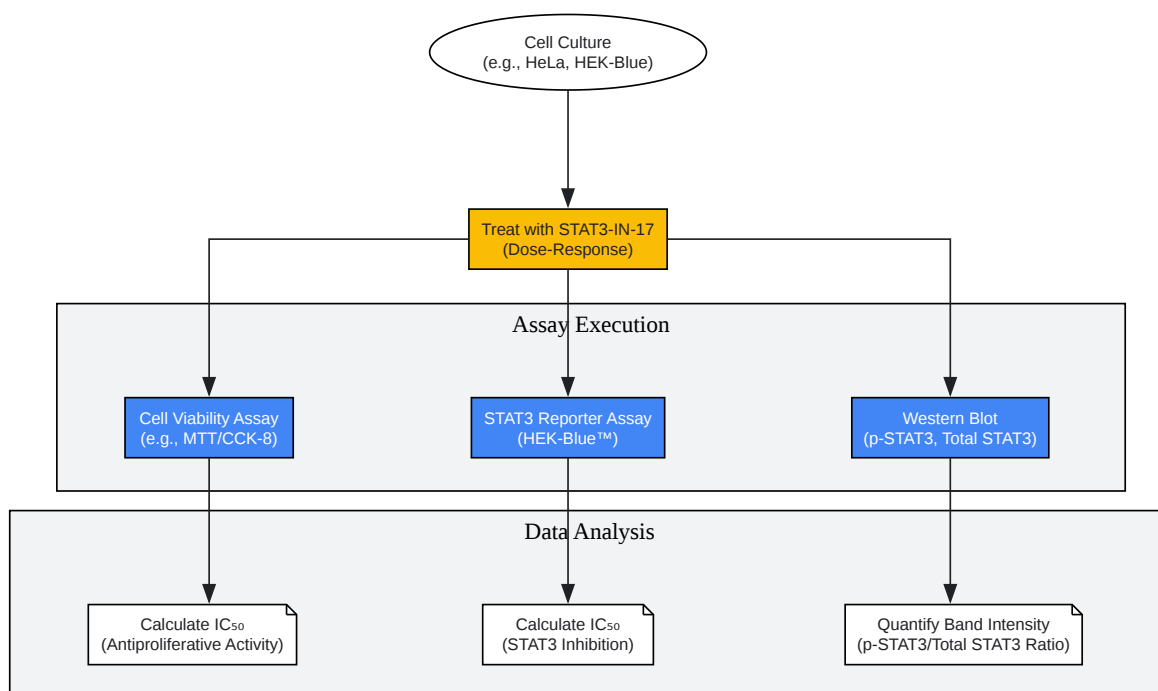 Cell Culture
(e.g., HeLa, HEK-Blue)
Treat with STAT3-IN-17
(Dose-Response)
Assay Execution
Cell Viability Assay
(e.g., MTT/CCK-8)
STAT3 Reporter Assay
(HEK-Blue™)
Western Blot
(p-STAT3, Total STAT3)
Data Analysis
Calculate IC₅₀
(Antiproliferative Activity)
Calculate IC₅₀
(STAT3 Inhibition)
Quantify Band Intensity
(p-STAT3/Total STAT3 Ratio)